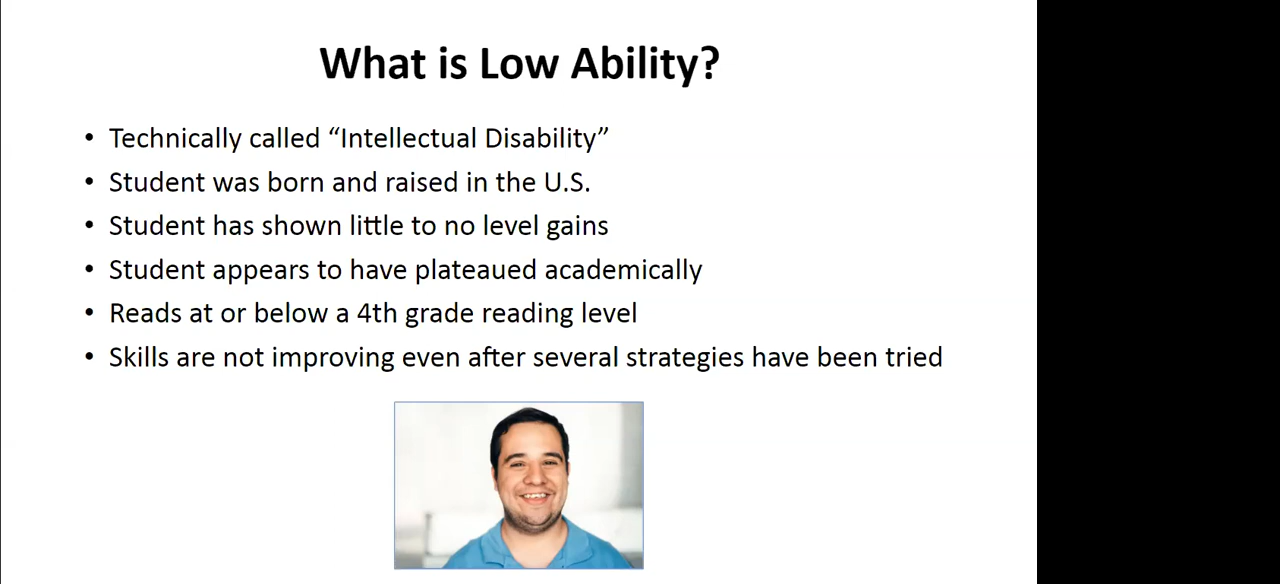 What is Low Ability?
• Technically called “Intellectual Disability”
• Student was born and raised in the U.S.
• Student has shown little to no level gains
• Student appears to have plateaued academically
• Reads at or below a 4th grade reading level
• Skills are not improving even after several strategies have been tried